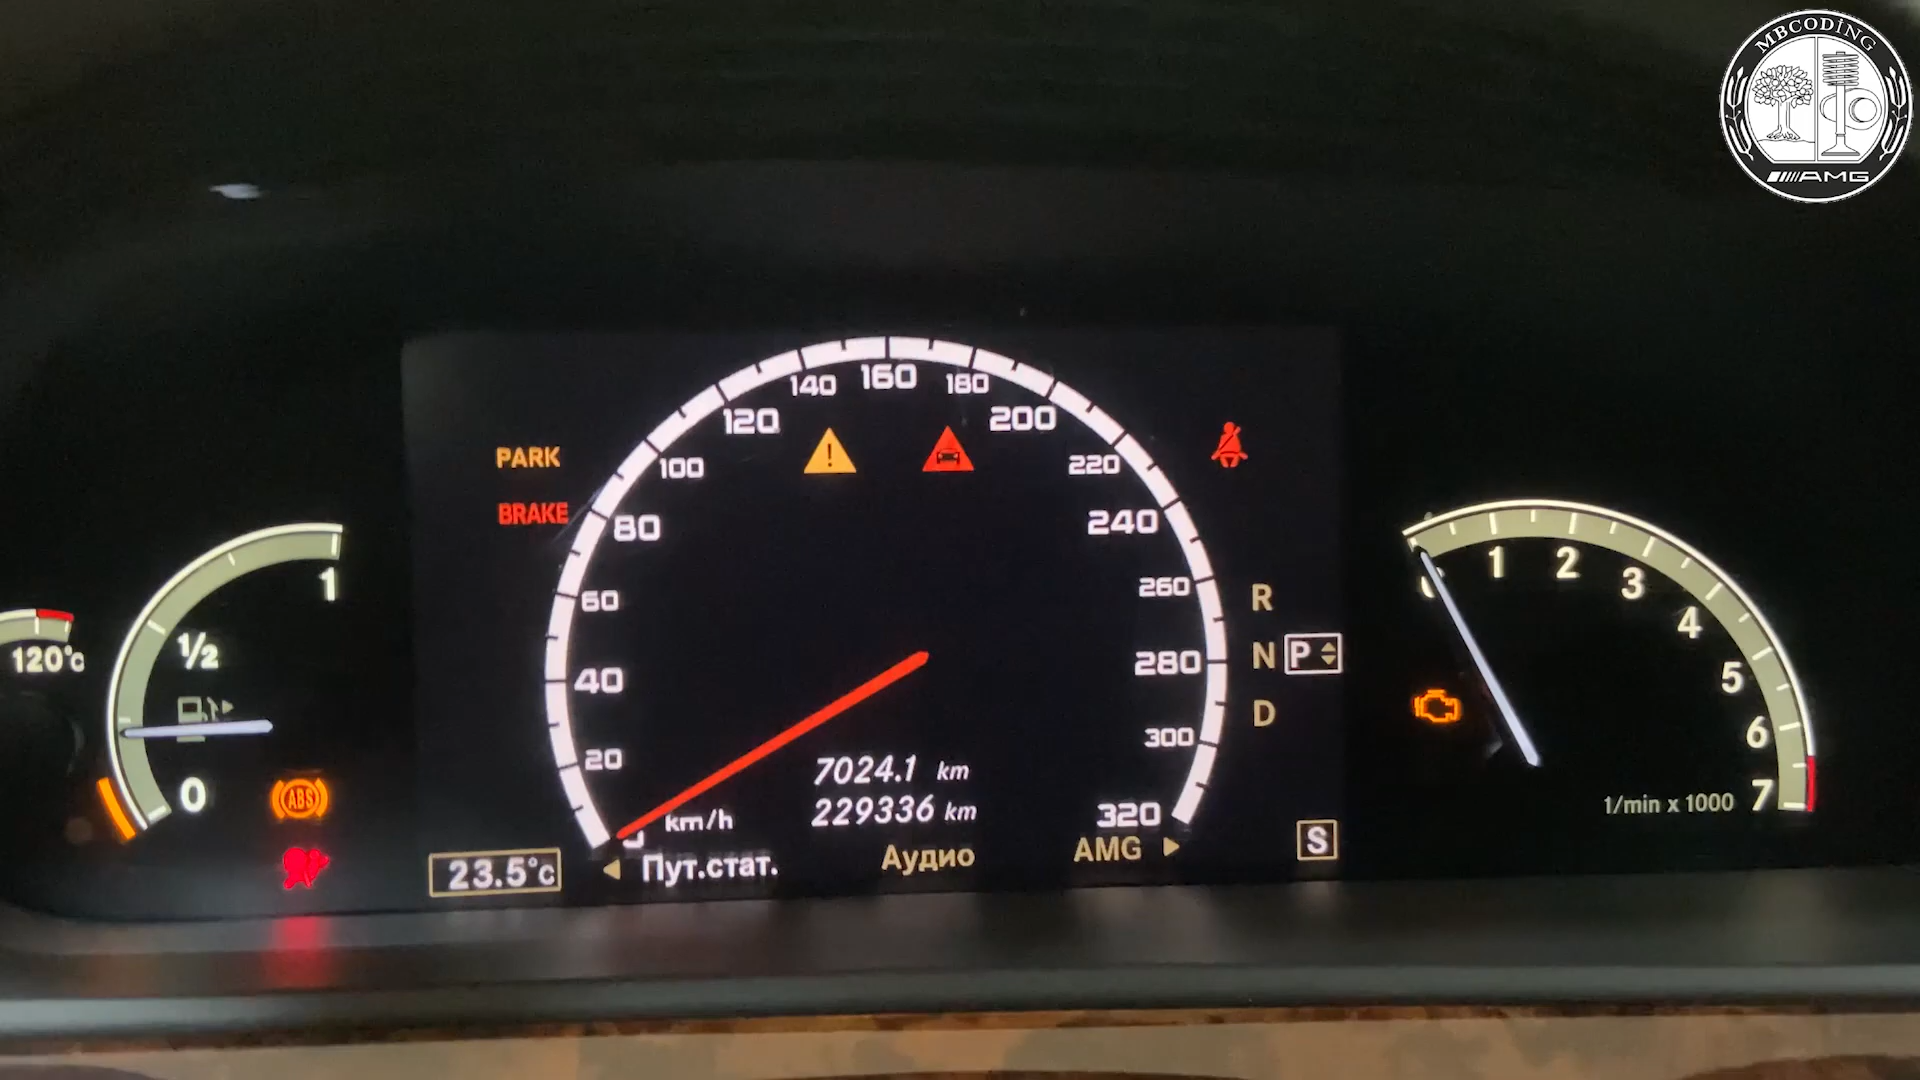 MBCODİNG
AMG
140 160 180
120 200
100 220
80 240
60 260
40 280
20 300
320
km/h
PARK
BRAKE
7024.1 km
229336 km
23.5°C
Пут.стат.
Аудио
AMG
R
N P
D
S
120°C
1
½
0
ABS
1 2 3 4 5 6 7
1/min x 1000